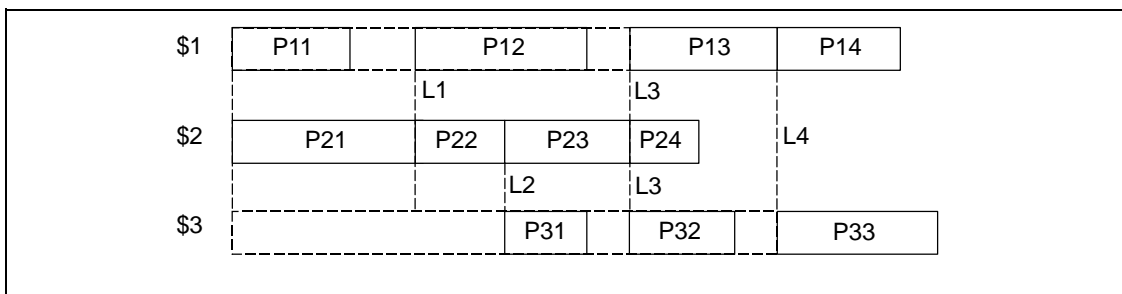 $1 P11 P12 P13 P14
L1 L3
$2 P21 P22 P23 P24 L4
L2 L3
$3 P31 P32 P33